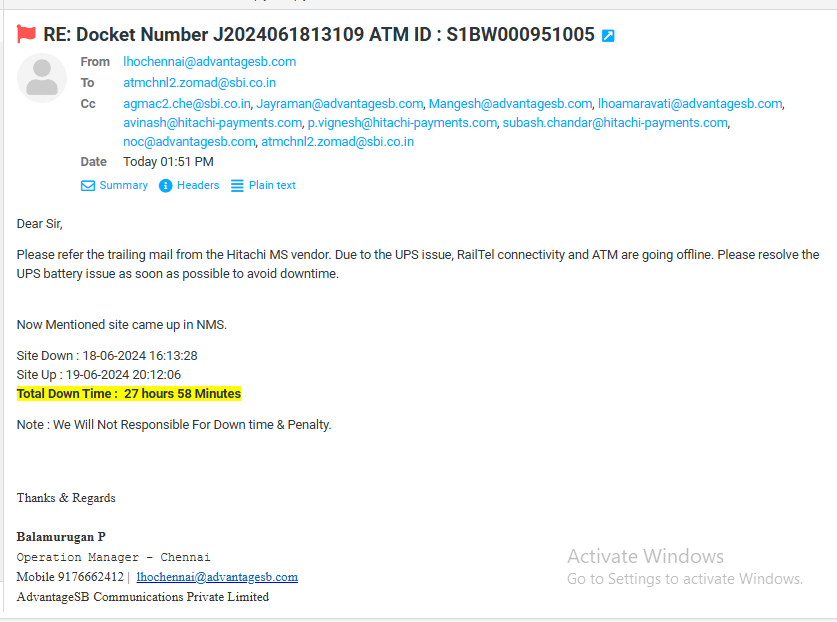 RE: Docket Number J2024061813109 ATM ID : S1BW000951005
From lhochennai@advantagesb.com
To atmchnl2.zomad@sbi.co.in
Cc agmac2.che@sbi.co.in, Jayraman@advantagesb.com, Mangesh@advantagesb.com, lhoamaravati@advantagesb.com,
avinash@hitachi-payments.com, p.vignesh@hitachi-payments.com, subash.chandar@hitachi-payments.com,
noc@advantagesb.com, atmchnl2.zomad@sbi.co.in
Date Today 01:51 PM
Summary Headers Plain text
Dear Sir,
Please refer the trailing mail from the Hitachi MS vendor. Due to the UPS issue, RailTel connectivity and ATM are going offline. Please resolve the
UPS battery issue as soon as possible to avoid downtime.
Now Mentioned site came up in NMS.
Site Down : 18-06-2024 16:13:28
Site Up : 19-06-2024 20:12:06
Total Down Time : 27 hours 58 Minutes
Note : We Will Not Responsible For Down time & Penalty.
Thanks & Regards
Balamurugan P
Operation Manager – Chennai
Mobile 9176662412 | lhochennai@advantagesb.com
AdvantageSB Communications Private Limited
Activate Windows
Go to Settings to activate Windows.